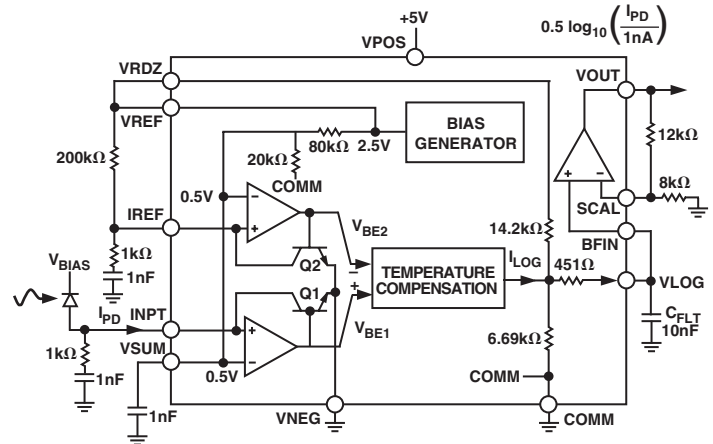 +5V
0.5 log10(IPD/1nA)
VPOS
VRDZ
VOUT
VREF
BIAS
GENERATOR
80kΩ
2.5V
12kΩ
200kΩ
20kΩ
COMM
0.5V
8kΩ
SCAL
IREF
VBE2
14.2kΩ
BFIN
1kΩ
ILOG
451Ω
VBIAS
1nF
Q2
TEMPERATURE
COMPENSATION
VLOG
Q1
IPD
INPT
VBE1
CFLT
10nF
1kΩ
6.69kΩ
VSUM
0.5V
1nF
COMM
1nF
VNEG
COMM